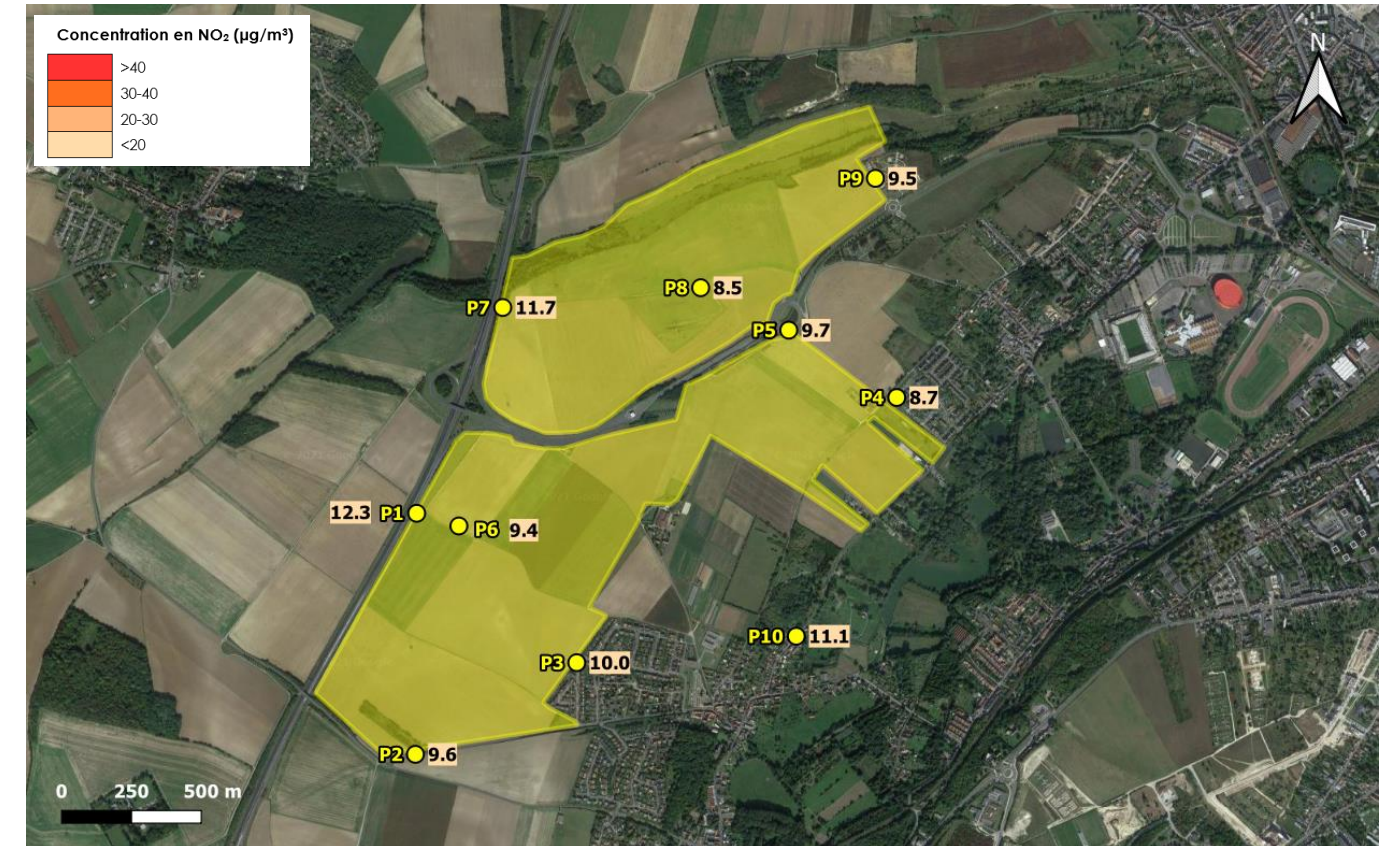 Concentration en NO₂ (µg/m³)
>40
30-40
20-30
<20
N
P9 9.5
P8 8.5
P7 11.7
P5 9.7
P4 8.7
12.3 P1
P6 9.4
P10 11.1
P3 10.0
P2 9.6
0 250 500 m